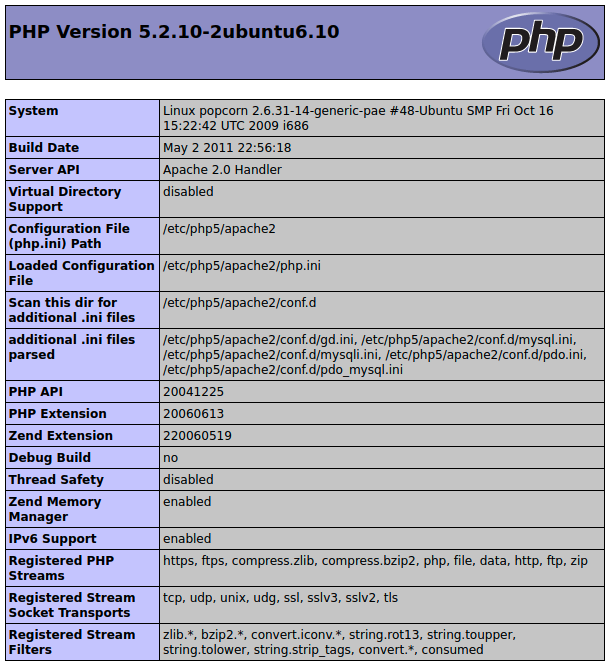 PHP Version 5.2.10-2ubuntu6.10
php
System
Linux popcorn 2.6.31-14-generic-pae #48-Ubuntu SMP Fri Oct 16
15:22:42 UTC 2009 i686
Build Date
May 2 2011 22:56:18
Server API
Apache 2.0 Handler
Virtual Directory
Support
disabled
Configuration File
(php.ini) Path
/etc/php5/apache2
Loaded Configuration
File
/etc/php5/apache2/php.ini
Scan this dir for
additional .ini files
/etc/php5/apache2/conf.d
additional .ini files
parsed
/etc/php5/apache2/conf.d/gd.ini, /etc/php5/apache2/conf.d/mysql.ini,
/etc/php5/apache2/conf.d/mysqli.ini, /etc/php5/apache2/conf.d/pdo.ini,
/etc/php5/apache2/conf.d/pdo_mysql.ini
PHP API
20041225
PHP Extension
20060613
Zend Extension
220060519
Debug Build
no
Thread Safety
disabled
Zend Memory
Manager
enabled
IPv6 Support
enabled
Registered PHP
Streams
https, ftps, compress.zlib, compress.bzip2, php, file, data, http, ftp, zip
Registered Stream
Socket Transports
tcp, udp, unix, udg, ssl, sslv3, sslv2, tls
Registered Stream
Filters
zlib.*, bzip2.*, convert.iconv.*, string.rot13, string.toupper,
string.tolower, string.strip_tags, convert.*, consumed